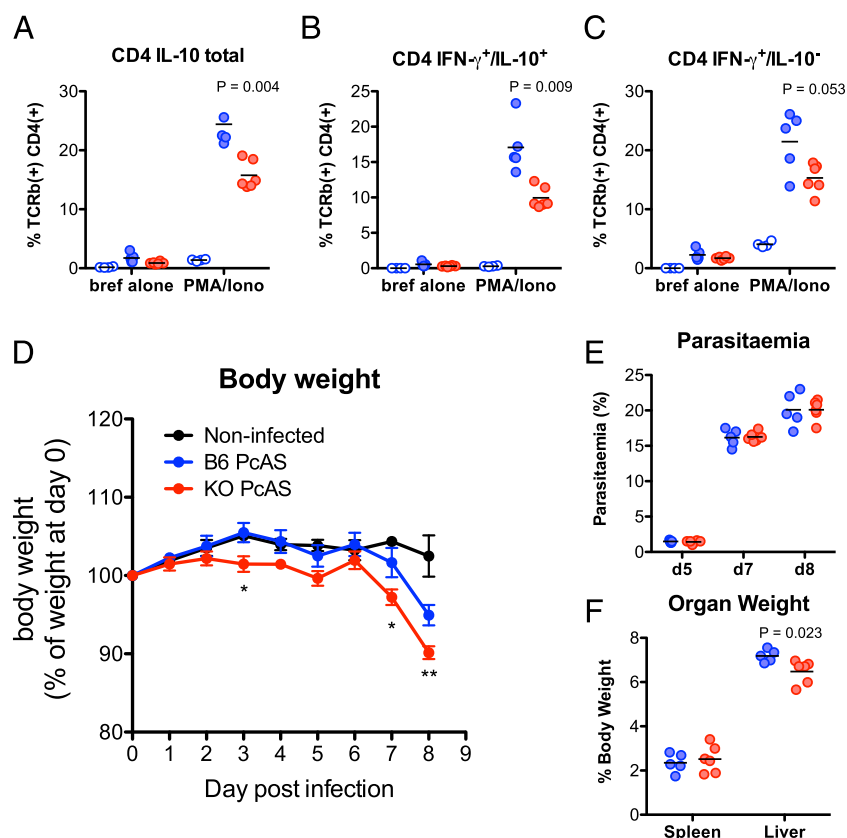 A
CD4 IL-10 total
P = 0.004
30
20
10
0
% TCRb(+) CD4(+)
bref alone PMA/Iono
B
CD4 IFN-γ+/IL-10+
P = 0.009
25
20
15
10
5
0
% TCRb(+) CD4(+)
bref alone PMA/Iono
C
CD4 IFN-γ+/IL-10-
P = 0.053
30
20
10
0
% TCRb(+) CD4(+)
bref alone PMA/Iono
D
Body weight
120
110
100
90
80
body weight
(% of weight at day 0)
Non-infected
B6 PcAS
KO PcAS
*
*
**
0 1 2 3 4 5 6 7 8 9
Day post infection
E
Parasitaemia
25
20
15
10
5
0
Parasitaemia (%)
d5 d7 d8
F
Organ Weight
P = 0.023
8
6
4
2
0
% Body Weight
Spleen Liver